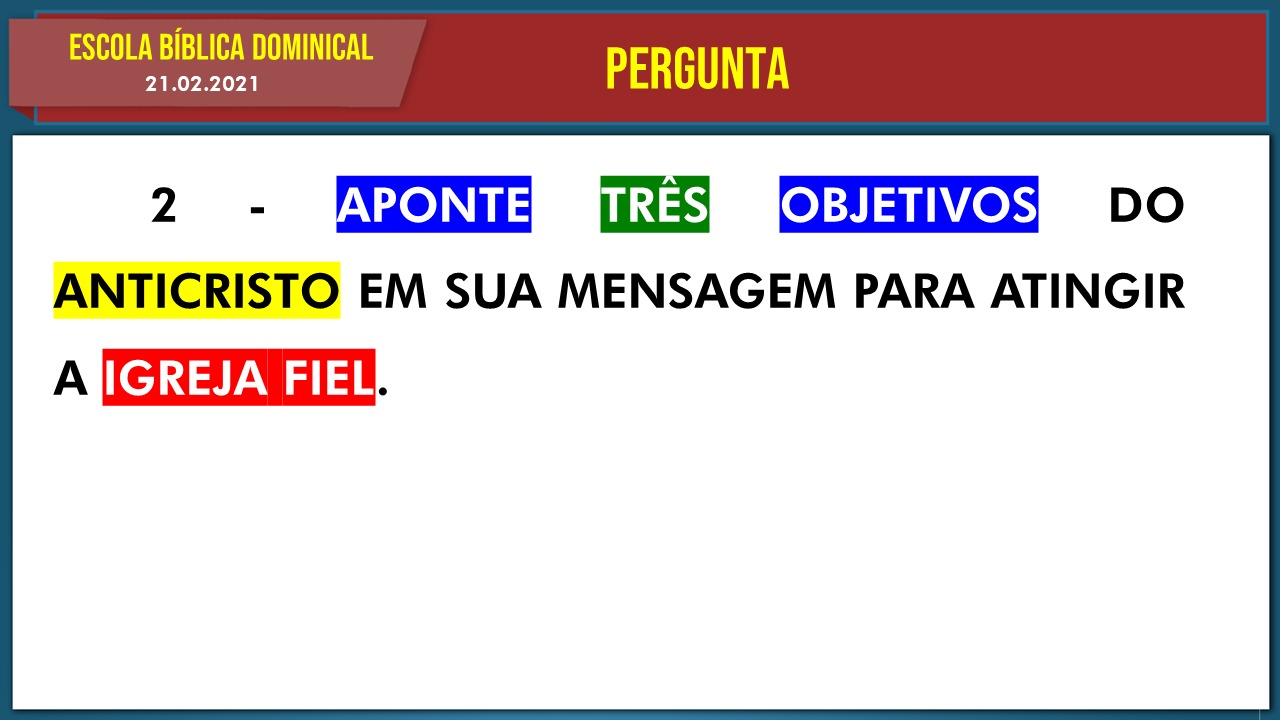 ESCOLA BÍBLICA DOMINICAL
21.02.2021
PERGUNTA
2 - APONTE TRÊS OBJETIVOS DO
ANTICRISTO EM SUA MENSAGEM PARA ATINGIR
A IGREJA FIEL.